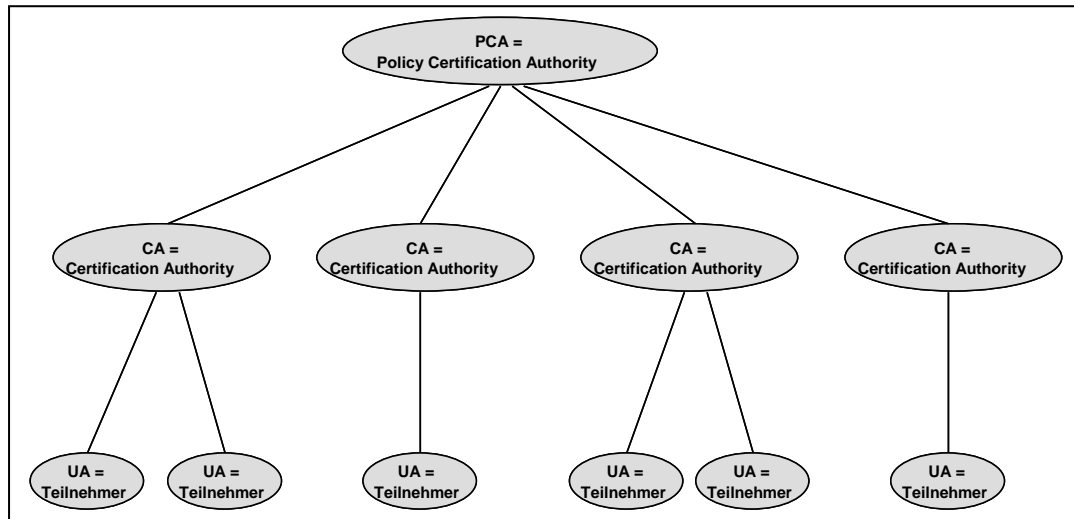 PCA =
Policy Certification Authority
CA =
Certification Authority
CA =
Certification Authority
CA =
Certification Authority
CA =
Certification Authority
UA =
Teilnehmer
UA =
Teilnehmer
UA =
Teilnehmer
UA =
Teilnehmer
UA =
Teilnehmer
UA =
Teilnehmer